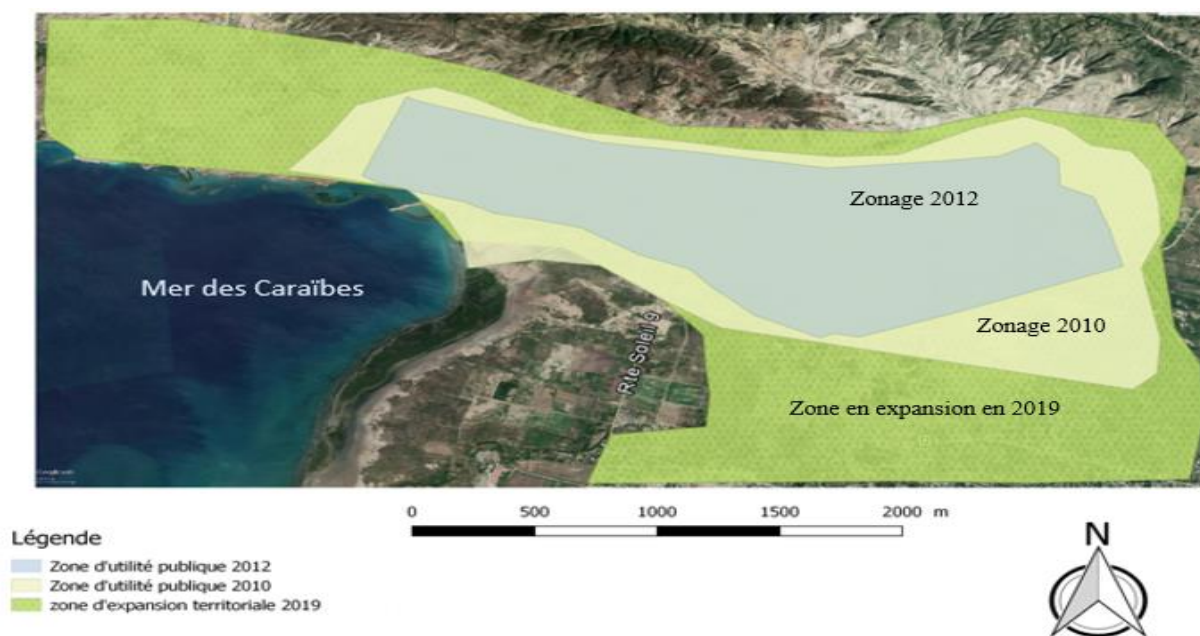 Zonage 2012
Mer des Caraïbes
Zonage 2010
Rte Soleil 9
Zone en expansion en 2019
0 500 1000 1500 2000 m
N
Légende
Zone d'utilité publique 2012
Zone d'utilité publique 2010
zone d'expansion territoriale 2019